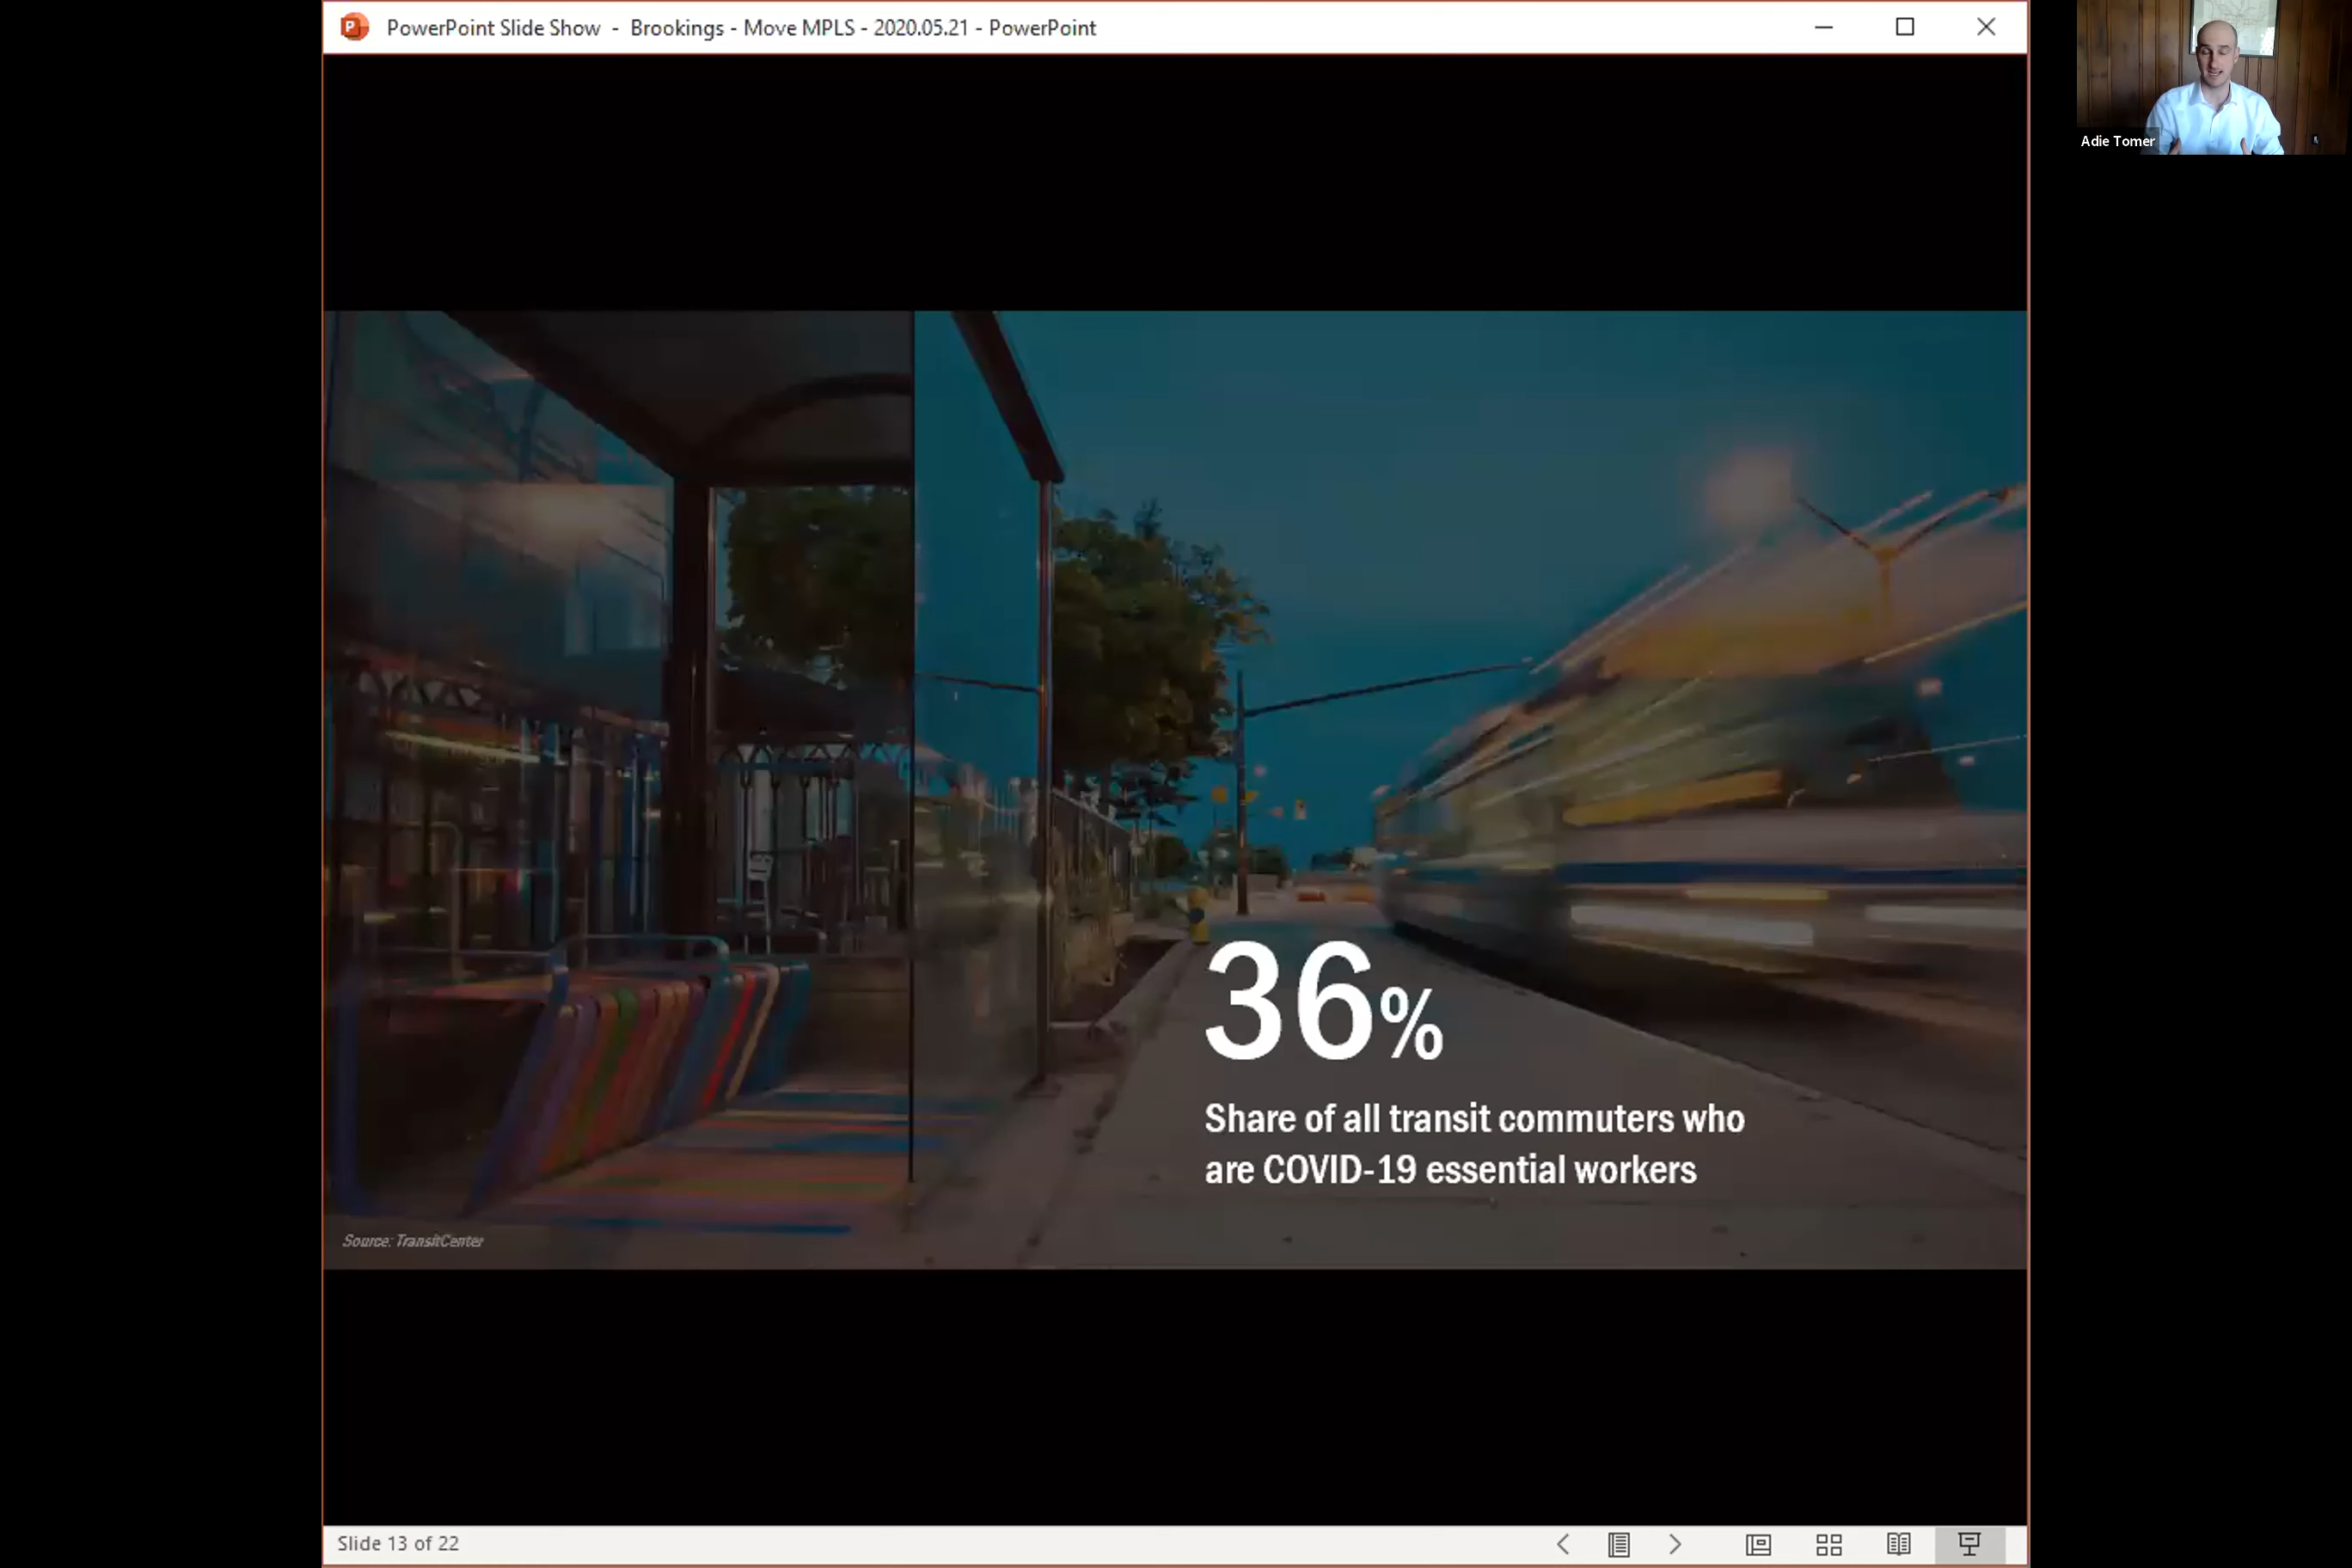 PowerPoint Slide Show - Brookings - Move MPLS - 2020.05.21 - PowerPoint
Adie Tomer
36%
Share of all transit commuters who
are COVID-19 essential workers
Source: TransitCenter
Slide 13 of 22